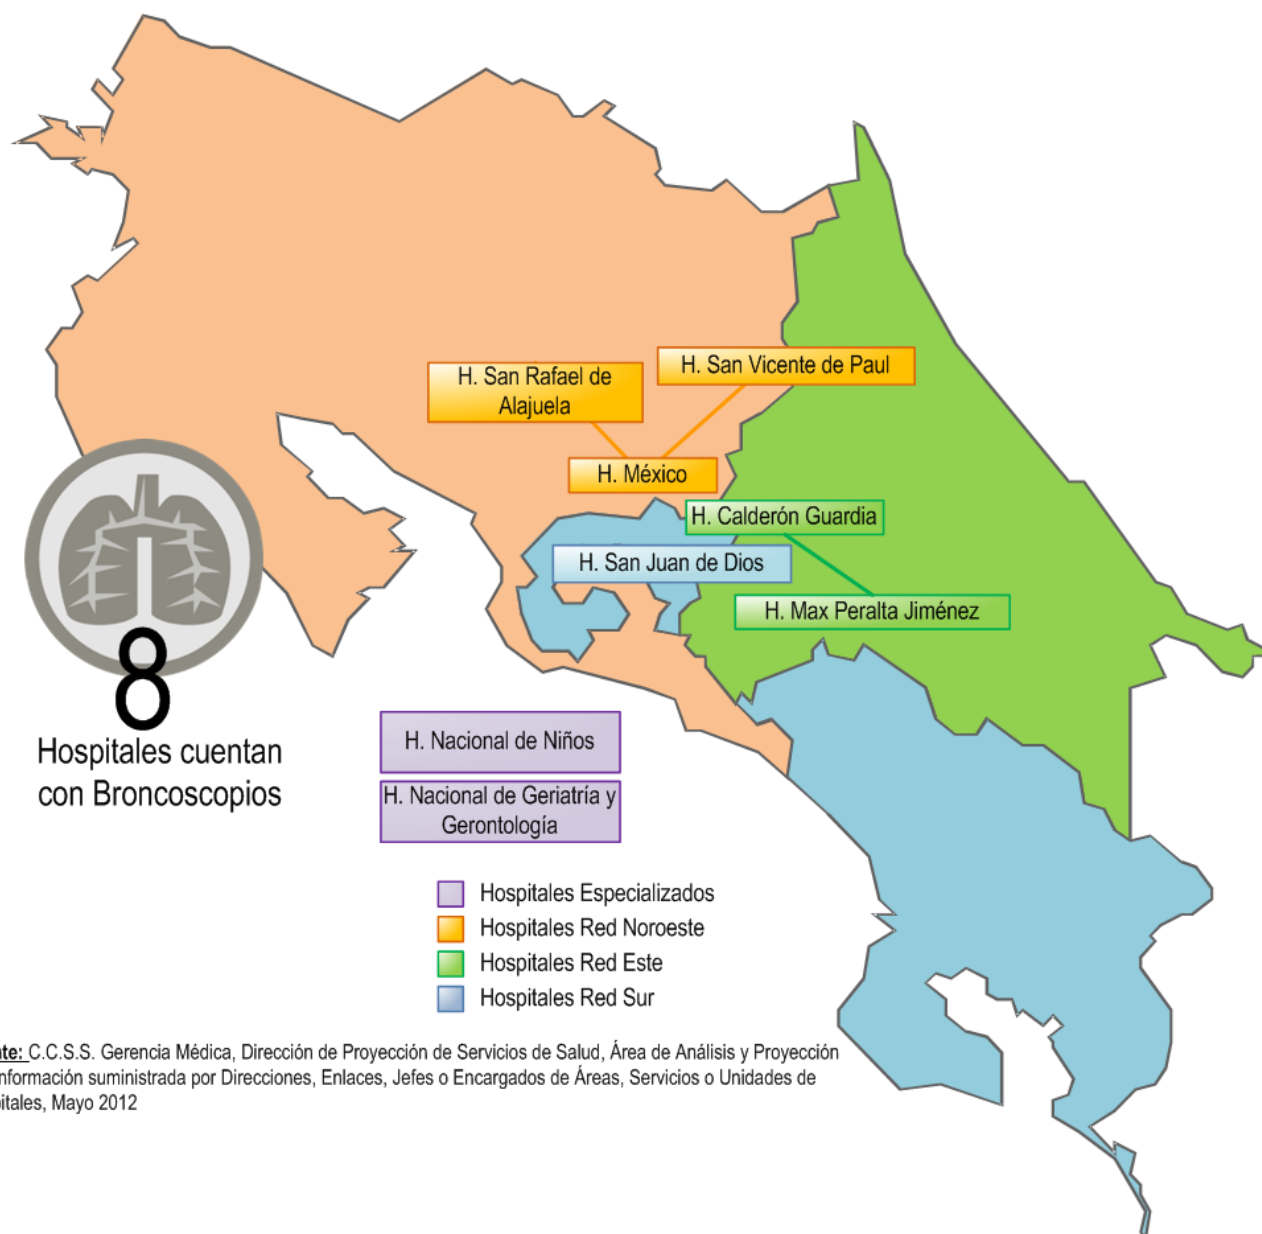 H. San Rafael de
Alajuela
H. San Vicente de Paul
H. México
H. Calderón Guardia
H. San Juan de Dios
H. Max Peralta Jiménez
8
Hospitales cuentan
con Broncoscopios
H. Nacional de Niños
H. Nacional de Geriatría y
Gerontología
Hospitales Especializados
Hospitales Red Noroeste
Hospitales Red Este
Hospitales Red Sur
nte: C.C.S.S. Gerencia Médica, Dirección de Proyección de Servicios de Salud, Área de Análisis y Proyección
nformación suministrada por Direcciones, Enlaces, Jefes o Encargados de Áreas, Servicios o Unidades de
pitales, Mayo 2012